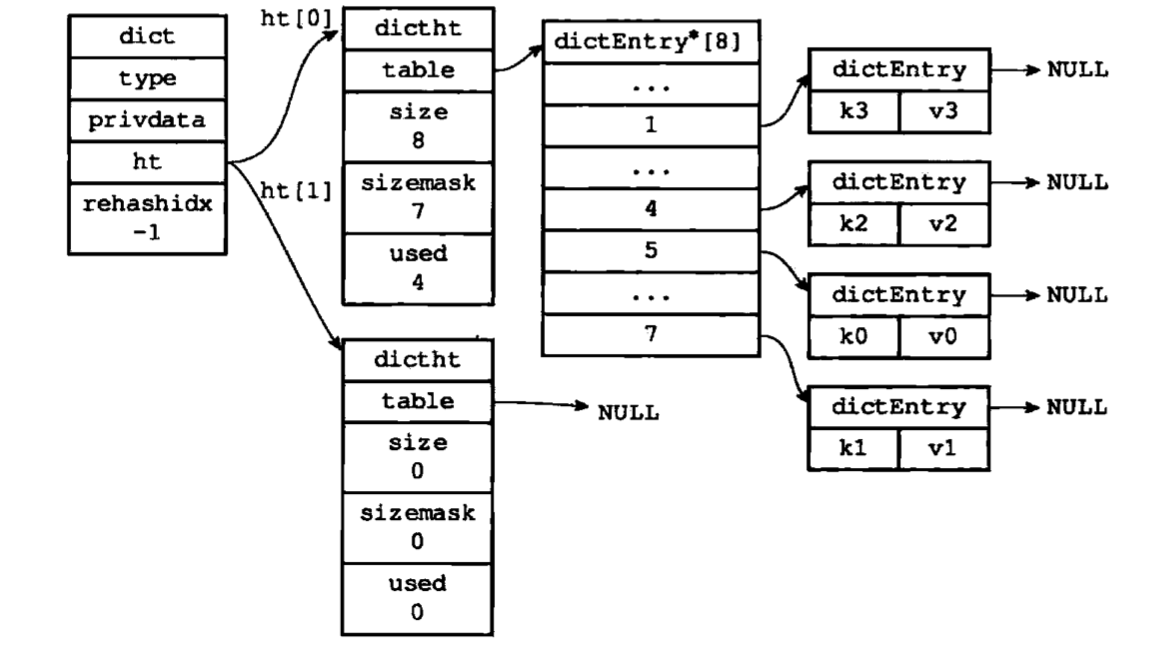 dict
type
privdata
ht
rehashidx
-1
ht[0]
ht[1]
dictht
table
size
8
sizemask
7
used
4
dictht
table
size
0
sizemask
0
used
0
NULL
dictEntry*[8]
...
1
...
4
5
...
7
dictEntry
k3 v3
NULL
dictEntry
k2 v2
NULL
dictEntry
k0 v0
NULL
dictEntry
k1 v1
NULL